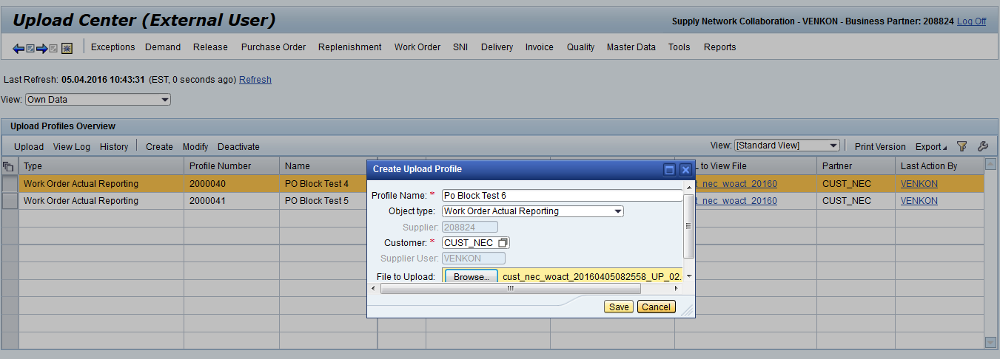 Upload Center (External User)
Supply Network Collaboration - VENKON - Business Partner: 208824 Log Off
Exceptions Demand Release Purchase Order Replenishment Work Order SNI Delivery Invoice Quality Master Data Tools Reports
Last Refresh: 05.04.2016 10:43:31 (EST, 0 seconds ago) Refresh
View: Own Data
Upload Profiles Overview
Upload View Log History Create Modify Deactivate View: [Standard View] Print Version Export
Type Profile Number Name to View File Partner Last Action By
Work Order Actual Reporting 2000040 PO Block Test 4 t_nec_woact_20160 CUST_NEC VENKON
Work Order Actual Reporting 2000041 PO Block Test 5 t_nec_woact_20160 CUST_NEC VENKON
Create Upload Profile
Profile Name: * Po Block Test 6
Object type: Work Order Actual Reporting
Supplier: 208824
Customer: * CUST_NEC
Supplier User: VENKON
File to Upload: Browse... cust_nec_woact_20160405082558_UP_02.
Save Cancel